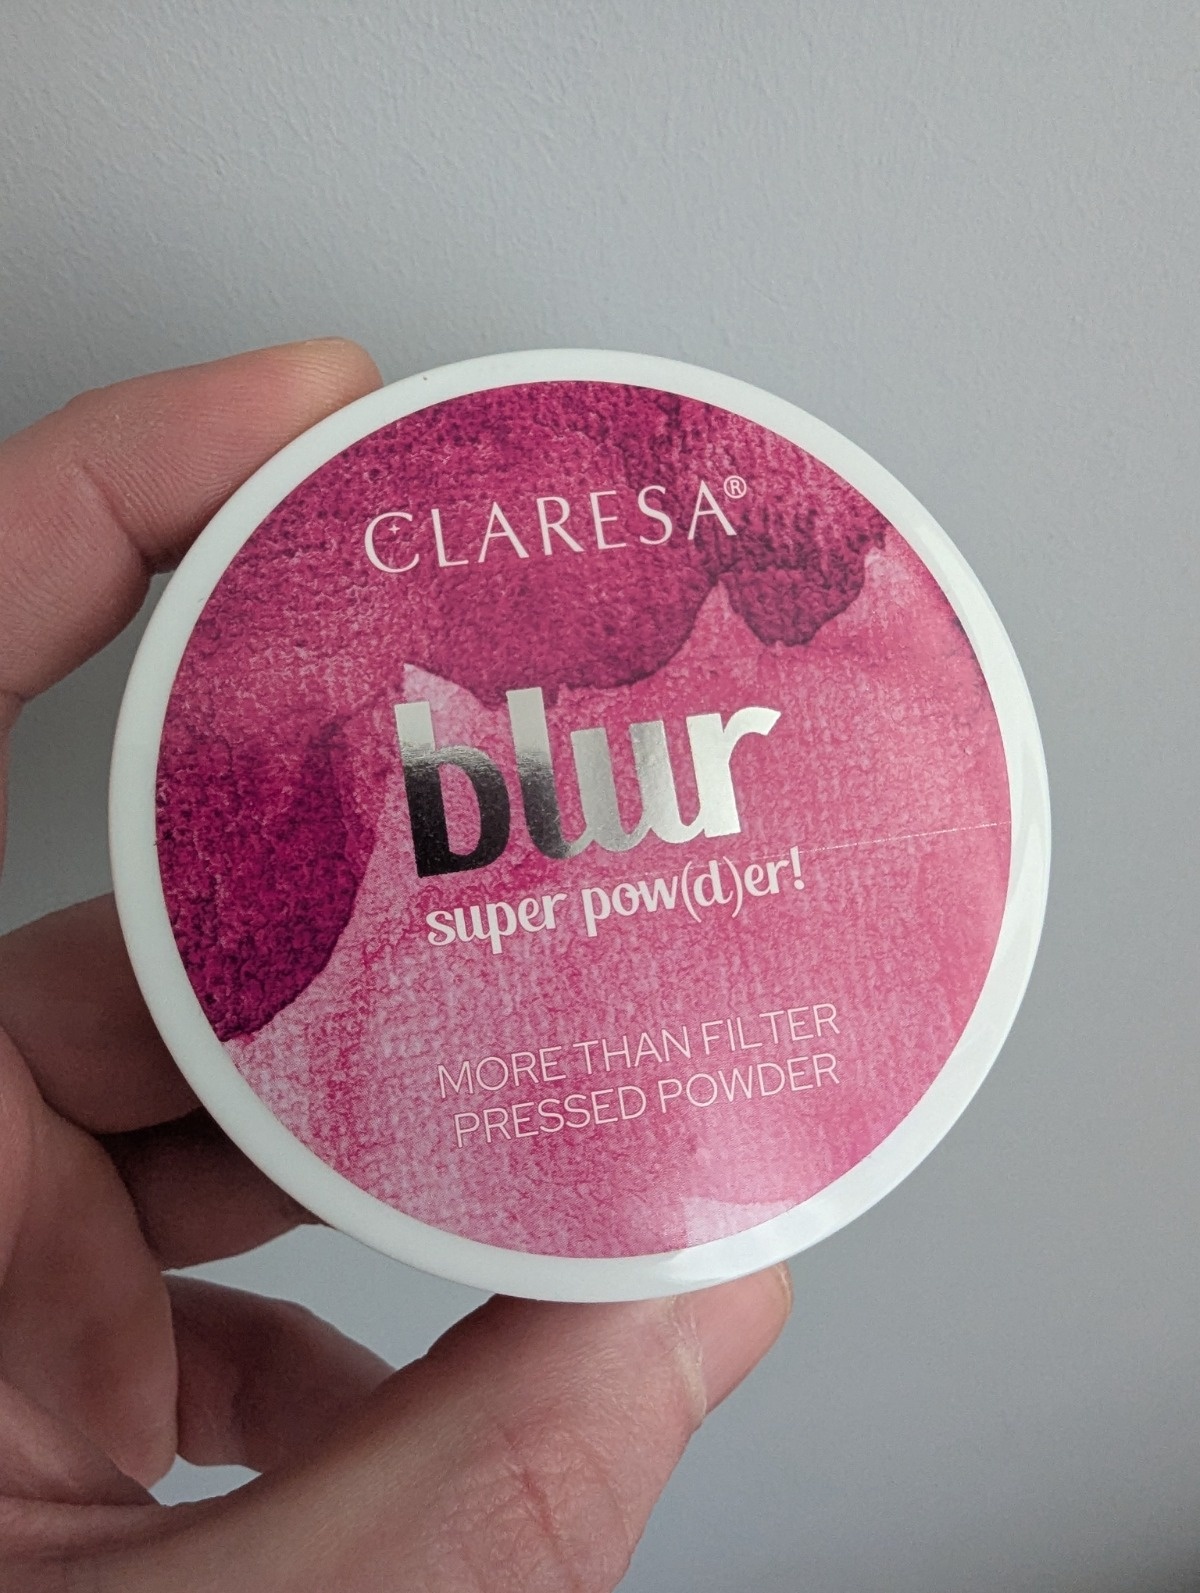 CLARESA®
blur
super pow(d)er!
MORE THAN FILTER
PRESSED POWDER